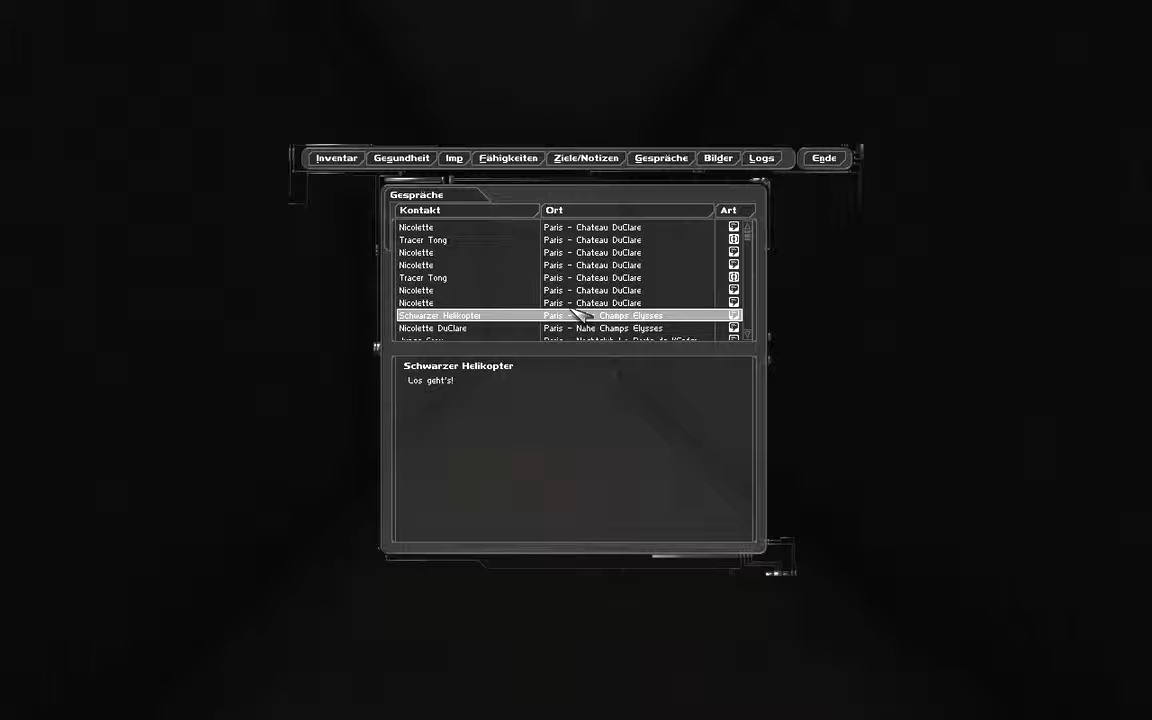 Inventar Gesundheit Imp Fähigkeiten Ziele/Notizen Gespräche Bilder Logs Ende
Gespräche
Kontakt Ort Art
Nicolette Paris - Chateau DuClare
Tracer Tong Paris - Chateau DuClare
Nicolette Paris - Chateau DuClare
Nicolette Paris - Chateau DuClare
Tracer Tong Paris - Chateau DuClare
Nicolette Paris - Chateau DuClare
Nicolette Paris - Chateau DuClare
Schwarzer Helikopter Paris - Champs Elysses
Nicolette DuClare Paris - Nahe Champs Elysses
Schwarzer Helikopter
Los geht's!